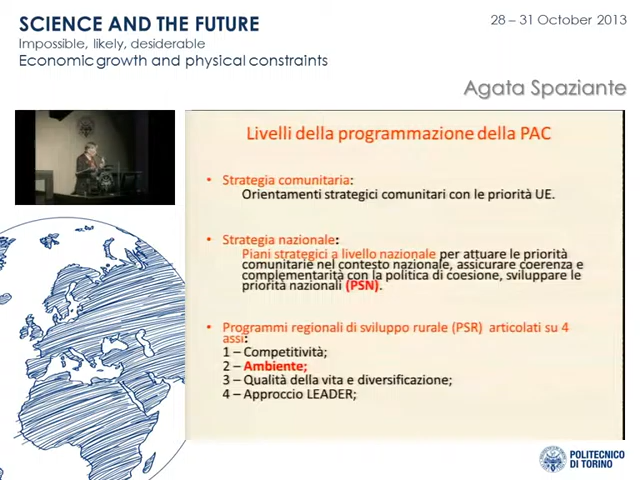 SCIENCE AND THE FUTURE
Impossible, likely, desiderable
Economic growth and physical constraints
28 – 31 October 2013
Agata Spaziante
Livelli della programmazione della PAC
• Strategia comunitaria:
Orientamenti strategici comunitari con le priorità UE.
• Strategia nazionale:
Piani strategici a livello nazionale per attuare le priorità
comunitarie nel contesto nazionale, assicurare coerenza e
complementarità con la politica di coesione, sviluppare le
priorità nazionali (PSN).
• Programmi regionali di sviluppo rurale (PSR) articolati su 4
assi:
1 – Competitività;
2 – Ambiente;
3 – Qualità della vita e diversificazione;
4 – Approccio LEADER;
POLITECNICO
DI TORINO